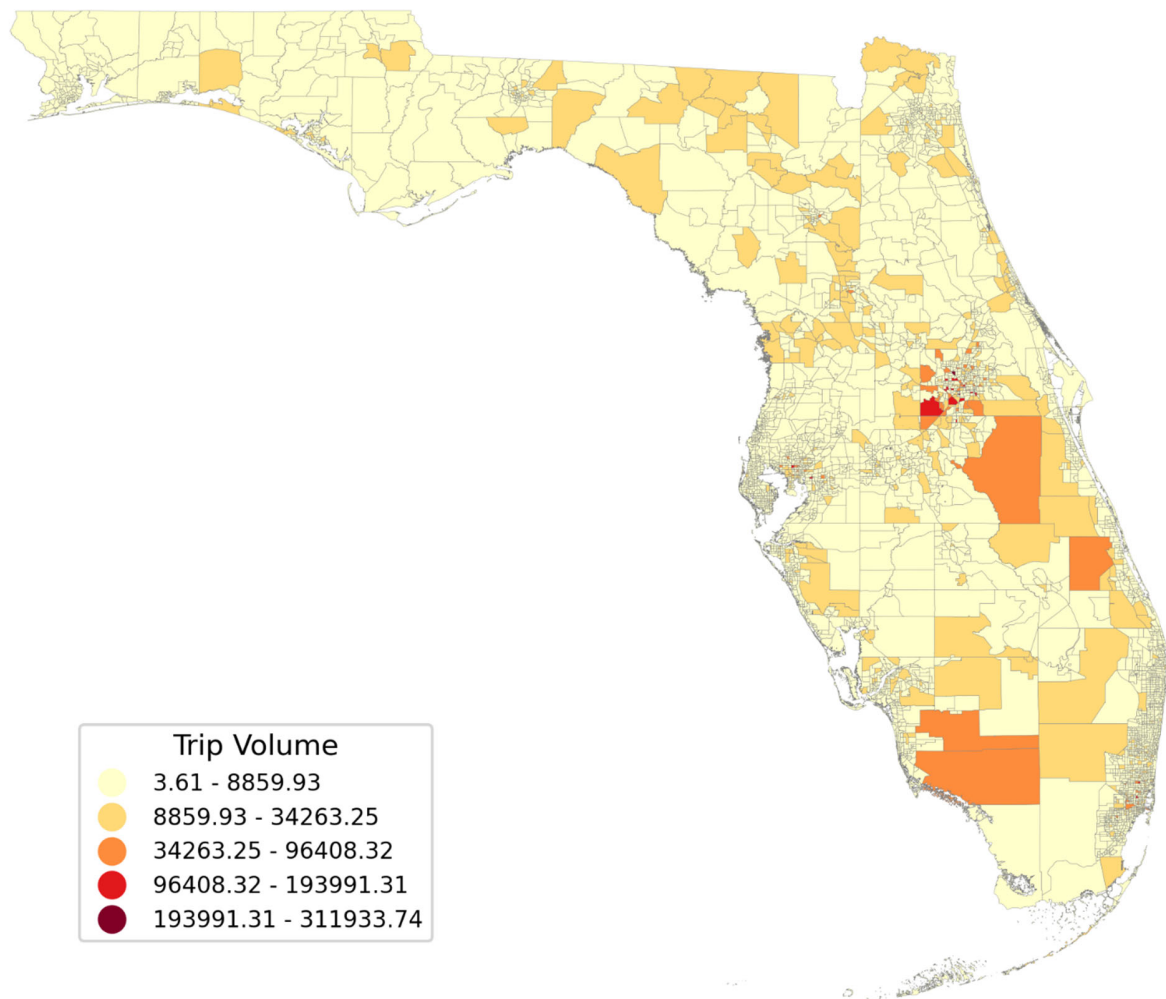 Trip Volume
3.61 - 8859.93
8859.93 - 34263.25
34263.25 - 96408.32
96408.32 - 193991.31
193991.31 - 311933.74